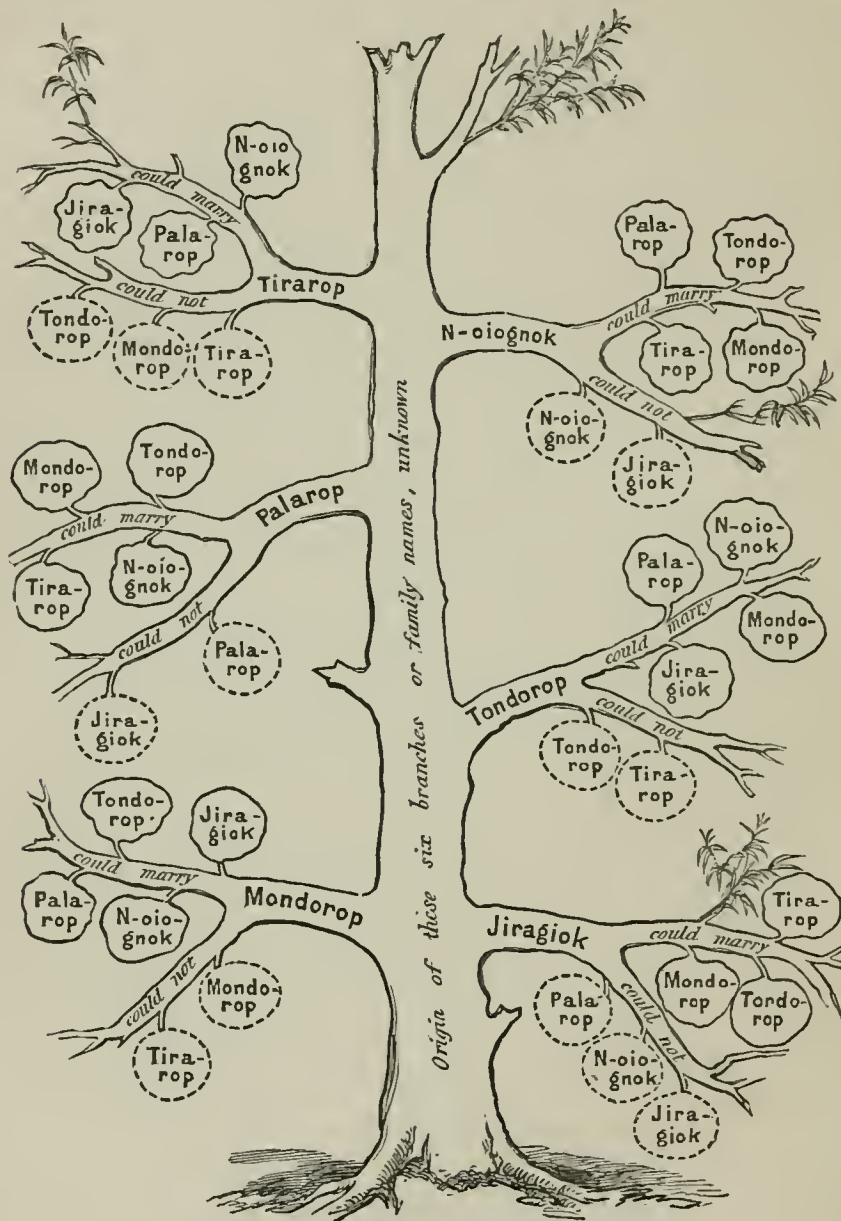 N-oio
gnok
could marry
Jira-
giok
Pala-
rop
Tirarop
could not
Tondo-
rop
Mondo-
rop
Tira-
rop
Pala-
rop
Tondo-
rop
could marry
N-oiognok
Tira-
rop
Mondo-
rop
could not
N-oio-
gnok
Jira-
giok
Mondo-
rop
Tondo-
rop
could marry
Palarop
Tira-
rop
N-oio-
gnok
could not
Pala-
rop
Jira-
giok
N-oio-
gnok
Pala-
rop
Mondo-
rop
could marry
Jira-
giok
Tondorop
could not
Tondo-
rop
Tira-
rop
Tondo-
rop.
Jira-
giok
could marry
Pala-
rop
N-oio-
gnok
Mondorop
could not
Mondo-
rop
Tira-
rop
Tira-
rop
Jiragiok
could marry
Mondo-
rop
Tondo-
rop
could not
Pala-
rop
N-oio-
gnok
Jira-
giok
Origin of these six branches or family names, unknown